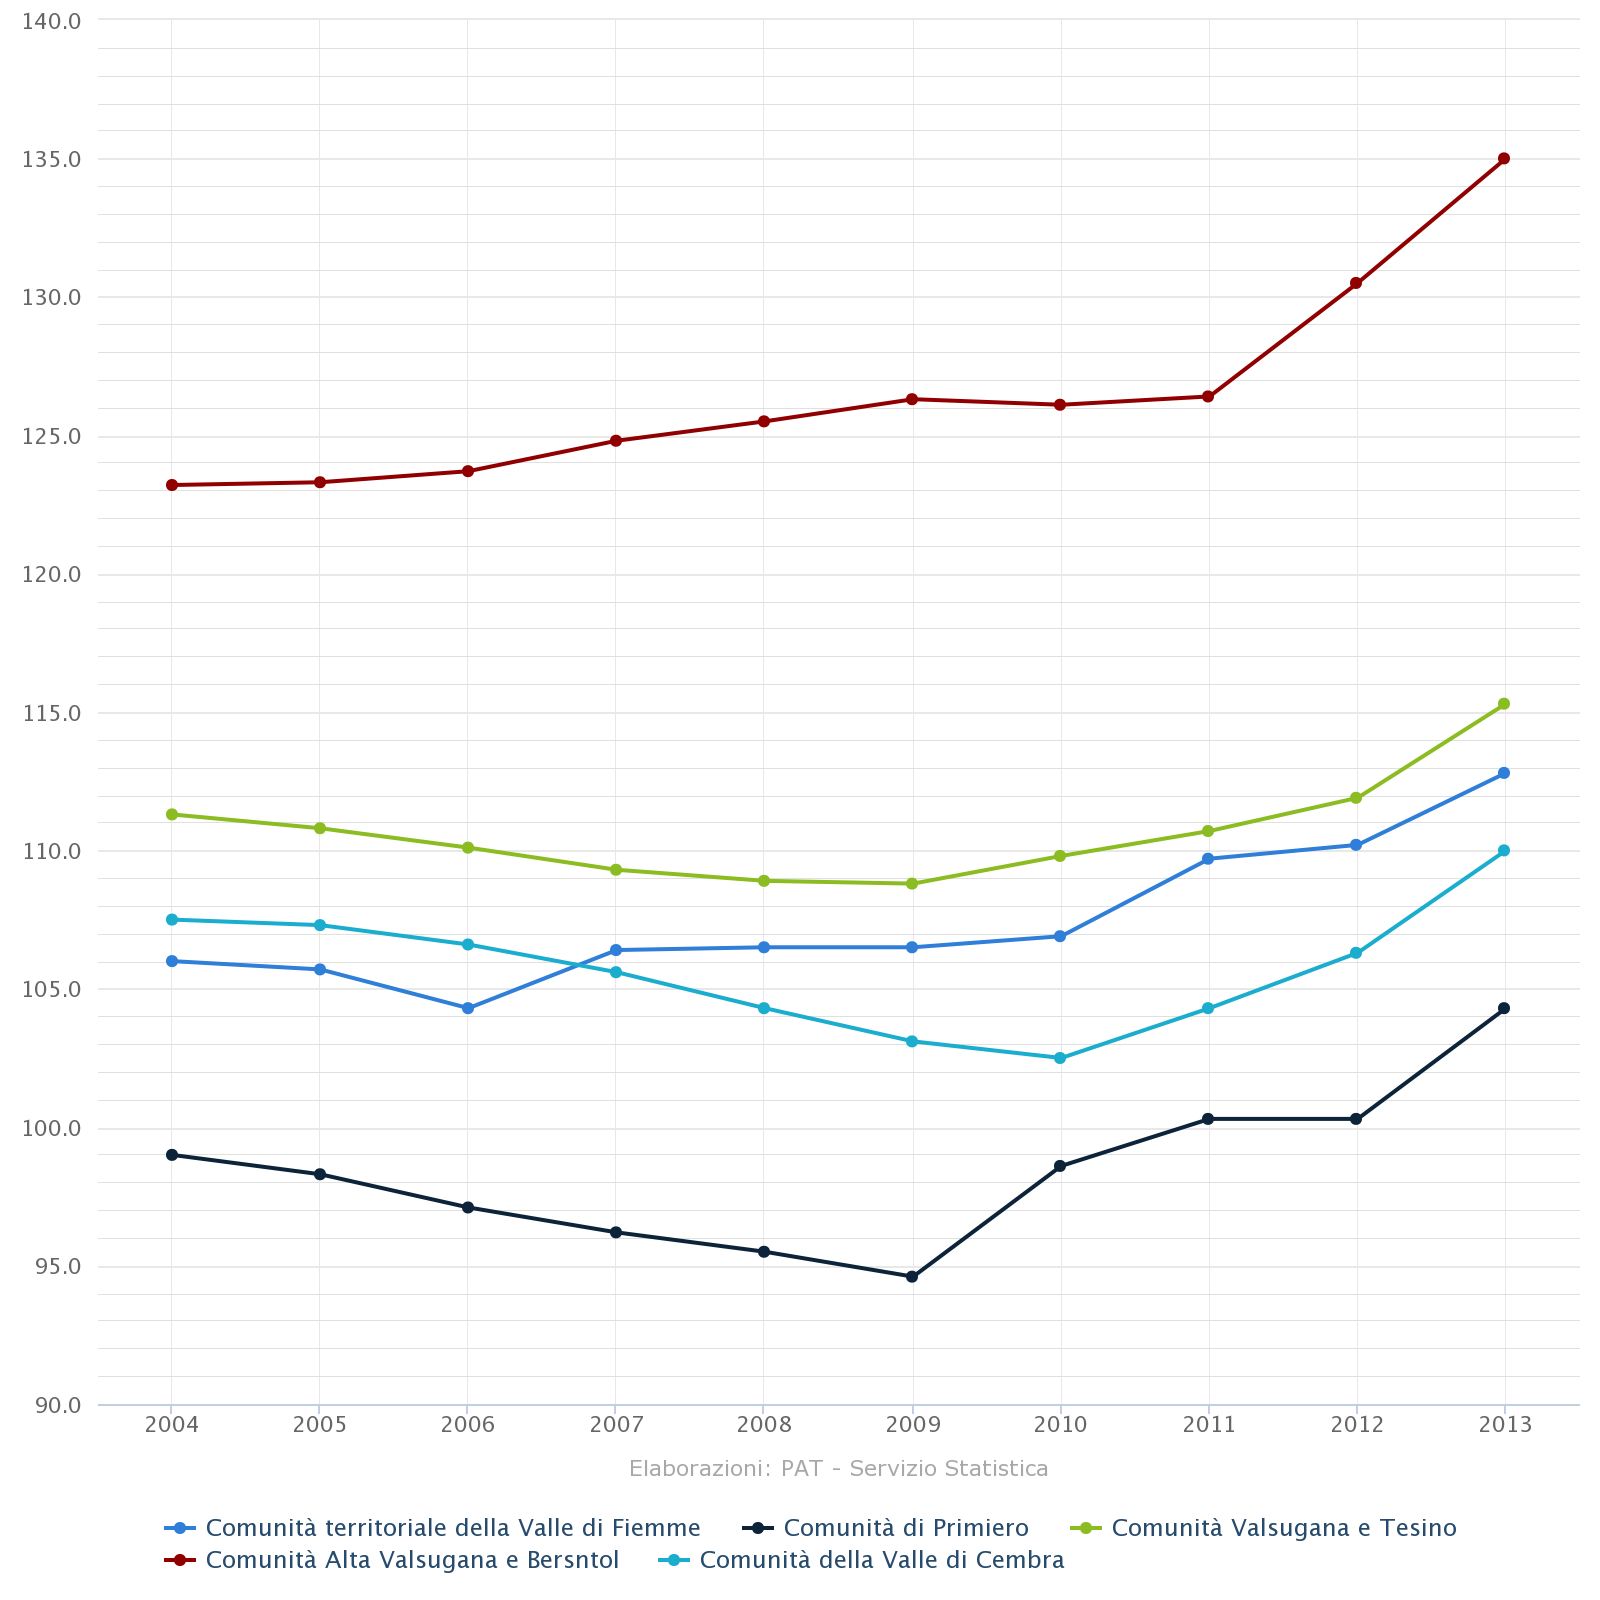 140.0
135.0
130.0
125.0
120.0
115.0
110.0
105.0
100.0
95.0
90.0
2004 2005 2006 2007 2008 2009 2010 2011 2012 2013
Elaborazioni: PAT - Servizio Statistica
Comunità territoriale della Valle di Fiemme Comunità di Primiero Comunità Valsugana e Tesino
Comunità Alta Valsugana e Bersntol Comunità della Valle di Cembra